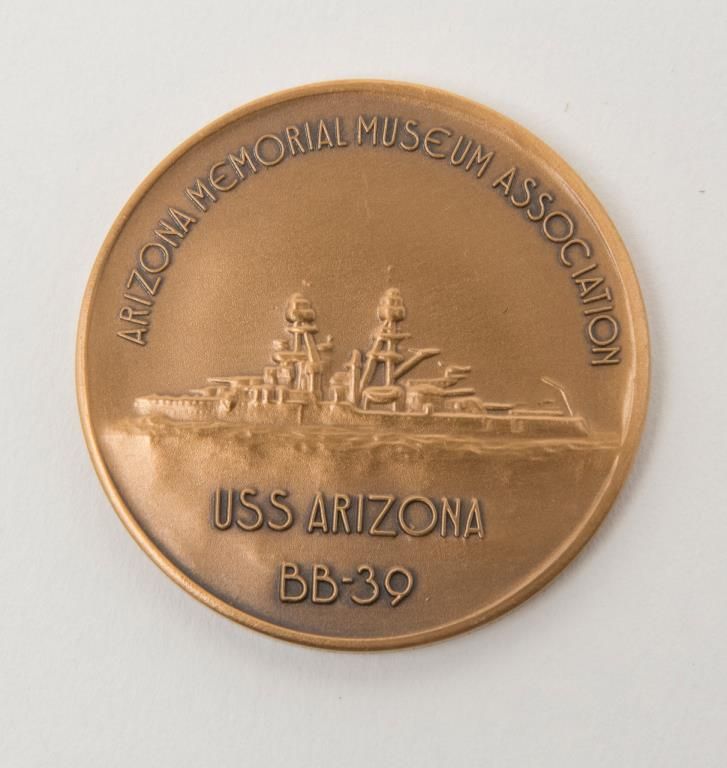 ARIZONA MEMORIAL MUSEUM ASSOCIATION
USS ARIZONA
BB-39